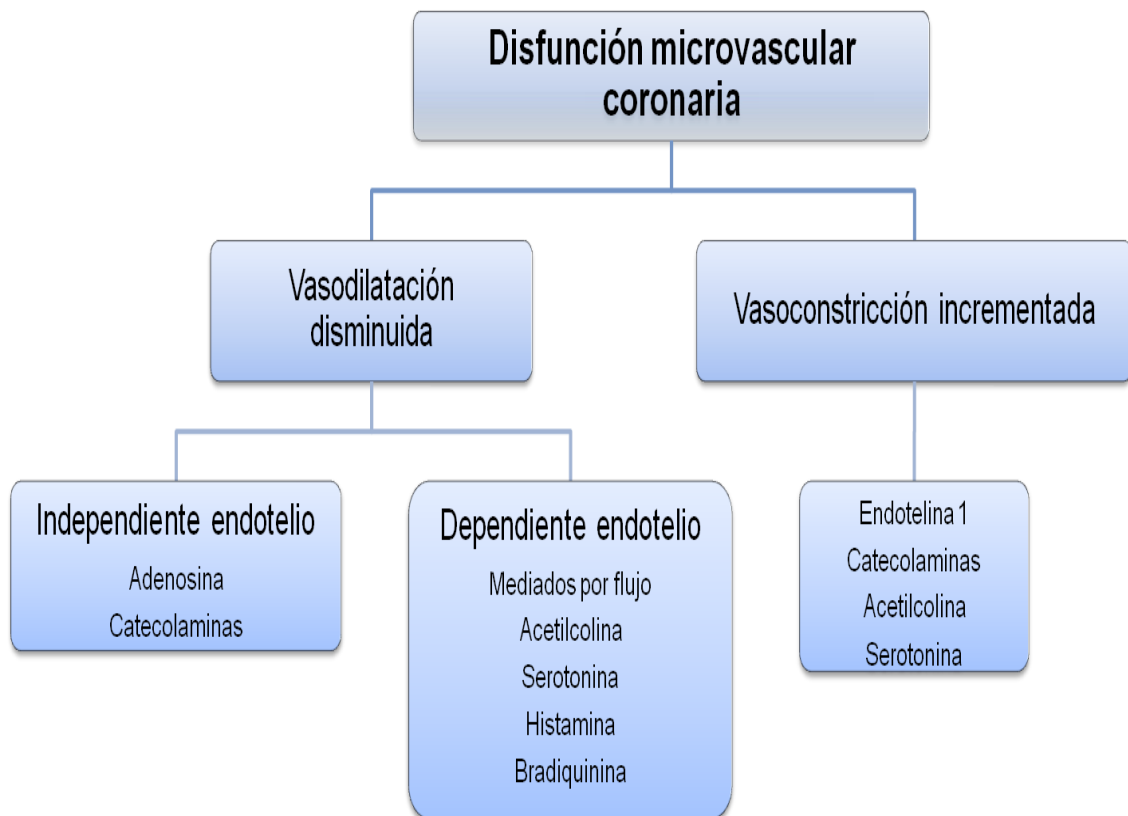 Disfunción microvascular
coronaria
Vasodilatación
disminuida
Vasoconstricción incrementada
Independiente endotelio
Adenosina
Catecolaminas
Dependiente endotelio
Mediados por flujo
Acetilcolina
Serotonina
Histamina
Bradiquinina
Endotelina 1
Catecolaminas
Acetilcolina
Serotonina